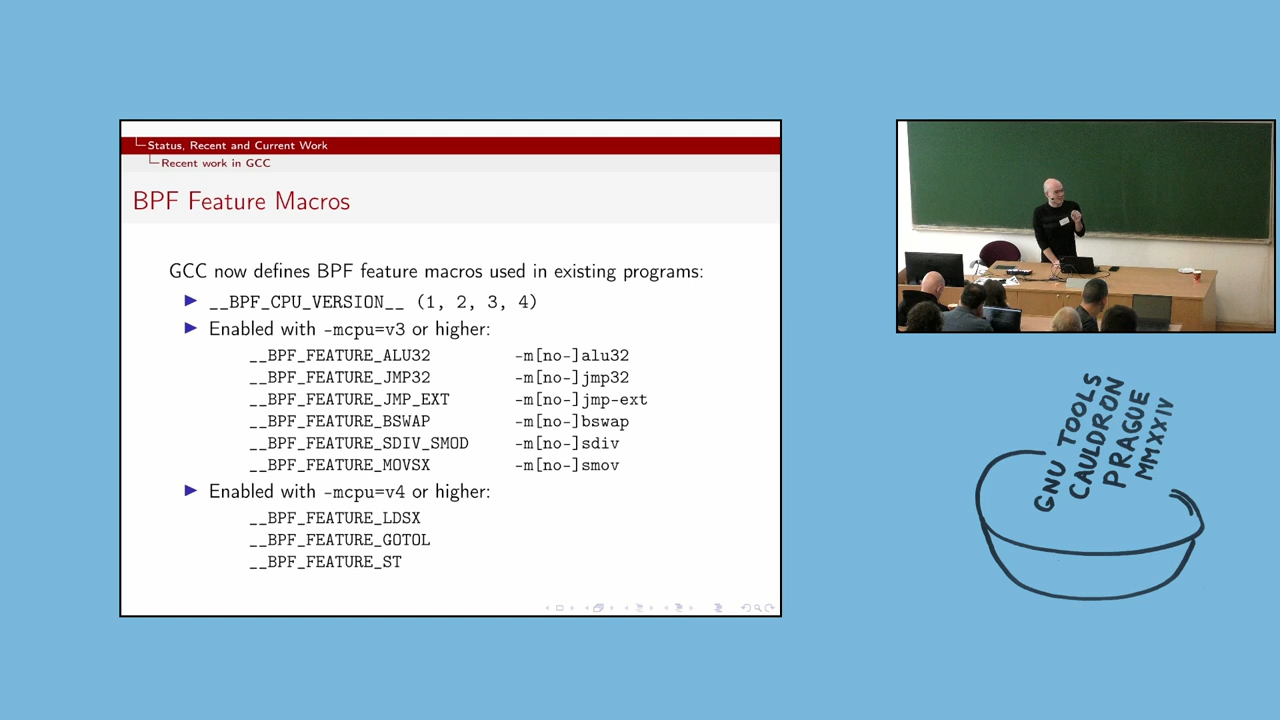 Status, Recent and Current Work
Recent work in GCC
BPF Feature Macros
GCC now defines BPF feature macros used in existing programs:
__BPF_CPU_VERSION__ (1, 2, 3, 4)
Enabled with -mcpu=v3 or higher:
__BPF_FEATURE_ALU32 -m[no-]alu32
__BPF_FEATURE_JMP32 -m[no-]jmp32
__BPF_FEATURE_JMP_EXT -m[no-]jmp-ext
__BPF_FEATURE_BSWAP -m[no-]bswap
__BPF_FEATURE_SDIV_SMOD -m[no-]sdiv
__BPF_FEATURE_MOVSX -m[no-]smov
Enabled with -mcpu=v4 or higher:
__BPF_FEATURE_LDSX
__BPF_FEATURE_GOTOL
__BPF_FEATURE_ST
GNU TOOLS
CAULDRON
PRAGUE
MMXXIV